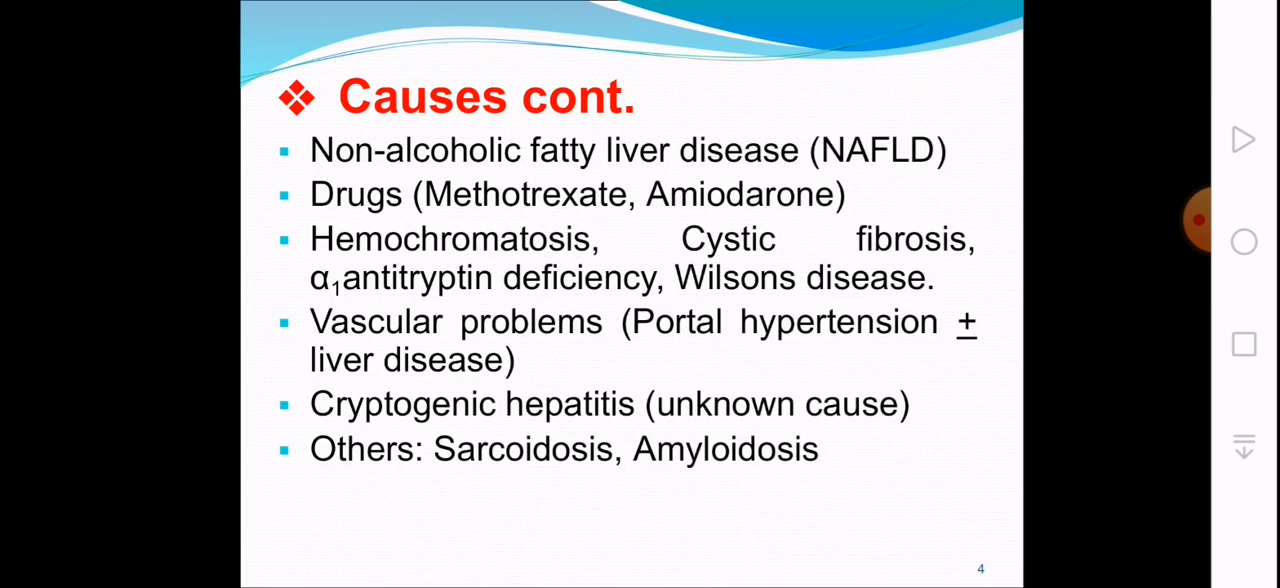 Causes cont.
Non-alcoholic fatty liver disease (NAFLD)
Drugs (Methotrexate, Amiodarone)
Hemochromatosis, Cystic fibrosis,
α₁antitryptin deficiency, Wilsons disease.
Vascular problems (Portal hypertension ±
liver disease)
Cryptogenic hepatitis (unknown cause)
Others: Sarcoidosis, Amyloidosis
4